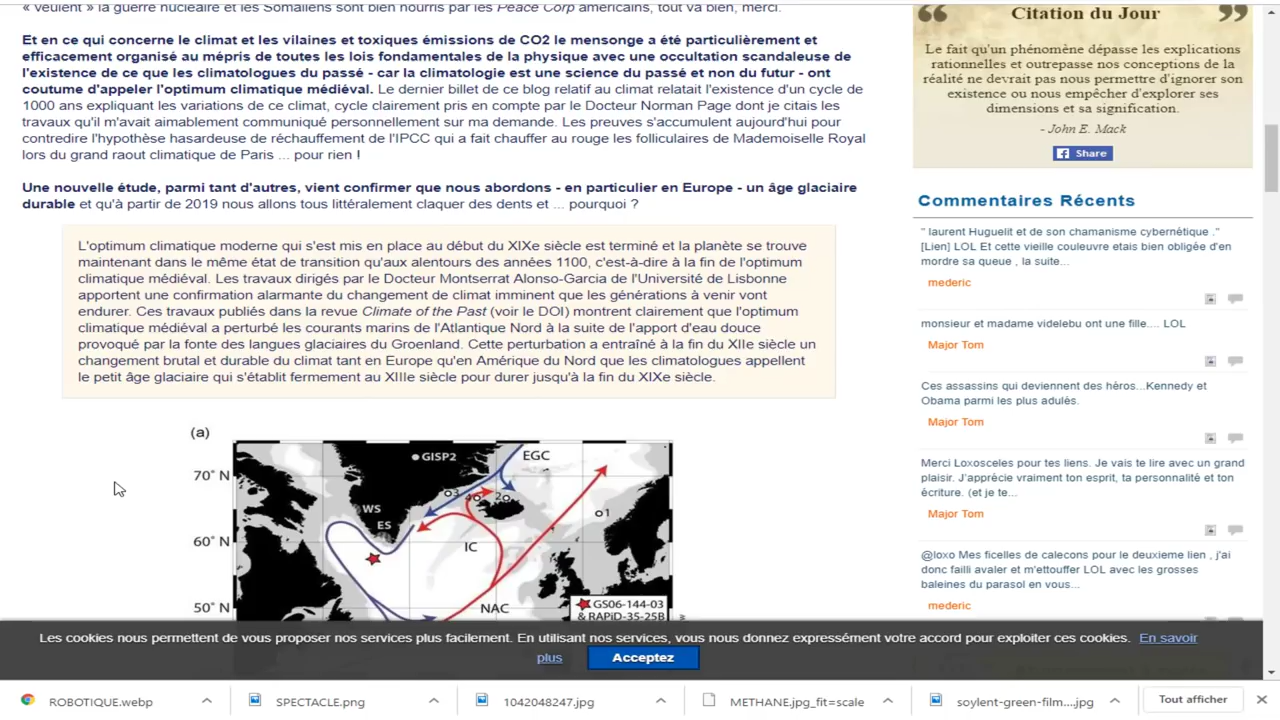 « veulent » la guerre nucléaire et les Somaliens sont bien nourris par les Peace Corp américains, tout va bien, merci.
Et en ce qui concerne le climat et les vilaines et toxiques émissions de CO2 le mensonge a été particulièrement et
efficacement organisé au mépris de toutes les lois fondamentales de la physique avec une occultation scandaleuse de
l'existence de ce que les climatologues du passé - car la climatologie est une science du passé et non du futur - ont
coutume d'appeler l'optimum climatique médiéval. Le dernier billet de ce blog relatif au climat relatait l'existence d'un cycle de
1000 ans expliquant les variations de ce climat, cycle clairement pris en compte par le Docteur Norman Page dont je citais les
travaux qu'il m'avait aimablement communiqué personnellement sur ma demande. Les preuves s'accumulent aujourd'hui pour
contredire l'hypothèse hasardeuse de réchauffement de l'IPCC qui a fait chauffer au rouge les folliculaires de Mademoiselle Royal
lors du grand raout climatique de Paris ... pour rien !
Une nouvelle étude, parmi tant d'autres, vient confirmer que nous abordons - en particulier en Europe - un âge glaciaire
durable et qu'à partir de 2019 nous allons tous littéralement claquer des dents et ... pourquoi ?
L'optimum climatique moderne qui s'est mis en place au début du XIXe siècle est terminé et la planète se trouve
maintenant dans le même état de transition qu'aux alentours des années 1100, c'est-à-dire à la fin de l'optimum
climatique médiéval. Les travaux dirigés par le Docteur Montserrat Alonso-Garcia de l'Université de Lisbonne
apportent une confirmation alarmante du changement de climat imminent que les générations à venir vont
endurer. Ces travaux publiés dans la revue Climate of the Past (voir le DOI) montrent clairement que l'optimum
climatique médiéval a perturbé les courants marins de l'Atlantique Nord à la suite de l'apport d'eau douce
provoqué par la fonte des langues glaciaires du Groenland. Cette perturbation a entraîné à la fin du XIIe siècle un
changement brutal et durable du climat tant en Europe qu'en Amérique du Nord que les climatologues appellent
le petit âge glaciaire qui s'établit fermement au XIIIe siècle pour durer jusqu'à la fin du XIXe siècle.
(a)
GISP2
EGC
70° N
3
4
2
WS
ES
1
60° N
IC
50° N
NAC
GS06-144-03
& RAPiD-35-25B
Citation du Jour
Le fait qu'un phénomène dépasse les explications
rationnelles et outrepasse nos conceptions de la
réalité ne devrait pas nous permettre d'ignorer son
existence ou nous empêcher d'explorer ses
dimensions et sa signification.
- John E. Mack
Share
Commentaires Récents
" laurent Huguelit et de son chamanisme cybernétique ."
[Lien] LOL Et cette vieille couleuvre etais bien obligée d'en
mordre sa queue , la suite...
mederic
monsieur et madame videlebu ont une fille.... LOL
Major Tom
Ces assassins qui deviennent des héros...Kennedy et
Obama parmi les plus adulés.
Major Tom
Merci Loxosceles pour tes liens. Je vais te lire avec un grand
plaisir. J'apprécie vraiment ton esprit, ta personnalité et ton
écriture. (et je te...
Major Tom
@loxo Mes ficelles de calecons pour le deuxieme lien , j'ai
donc failli avaler et m'ettouffer LOL avec les grosses
baleines du parasol en vous...
mederic
Les cookies nous permettent de vous proposer nos services plus facilement. En utilisant nos services, vous nous donnez expressément votre accord pour exploiter ces cookies. En savoir
plus
Acceptez
ROBOTIQUE.webp
SPECTACLE.png
1042048247.jpg
METHANE.jpg_fit=scale
soylent-green-film....jpg
Tout afficher